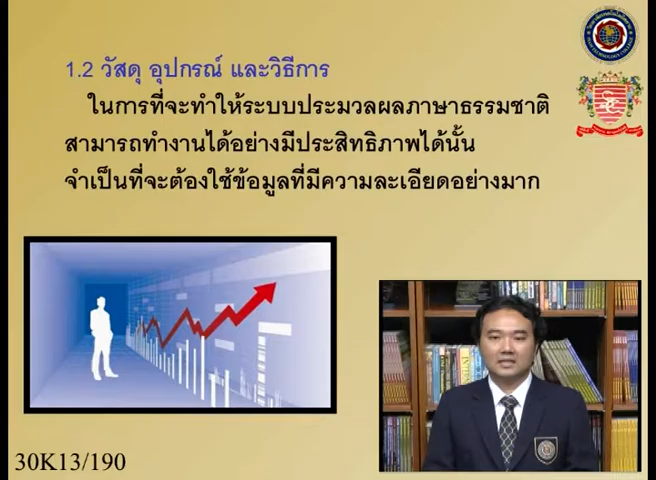 1.2 วัสดุ อุปกรณ์ และวิธีการ
ในการที่จะทำให้ระบบประมวลผลภาษาธรรมชาติ
สามารถทำงานได้อย่างมีประสิทธิภาพได้นั้น
จำเป็นที่จะต้องใช้ข้อมูลที่มีความละเอียดอย่างมาก
30K13/190